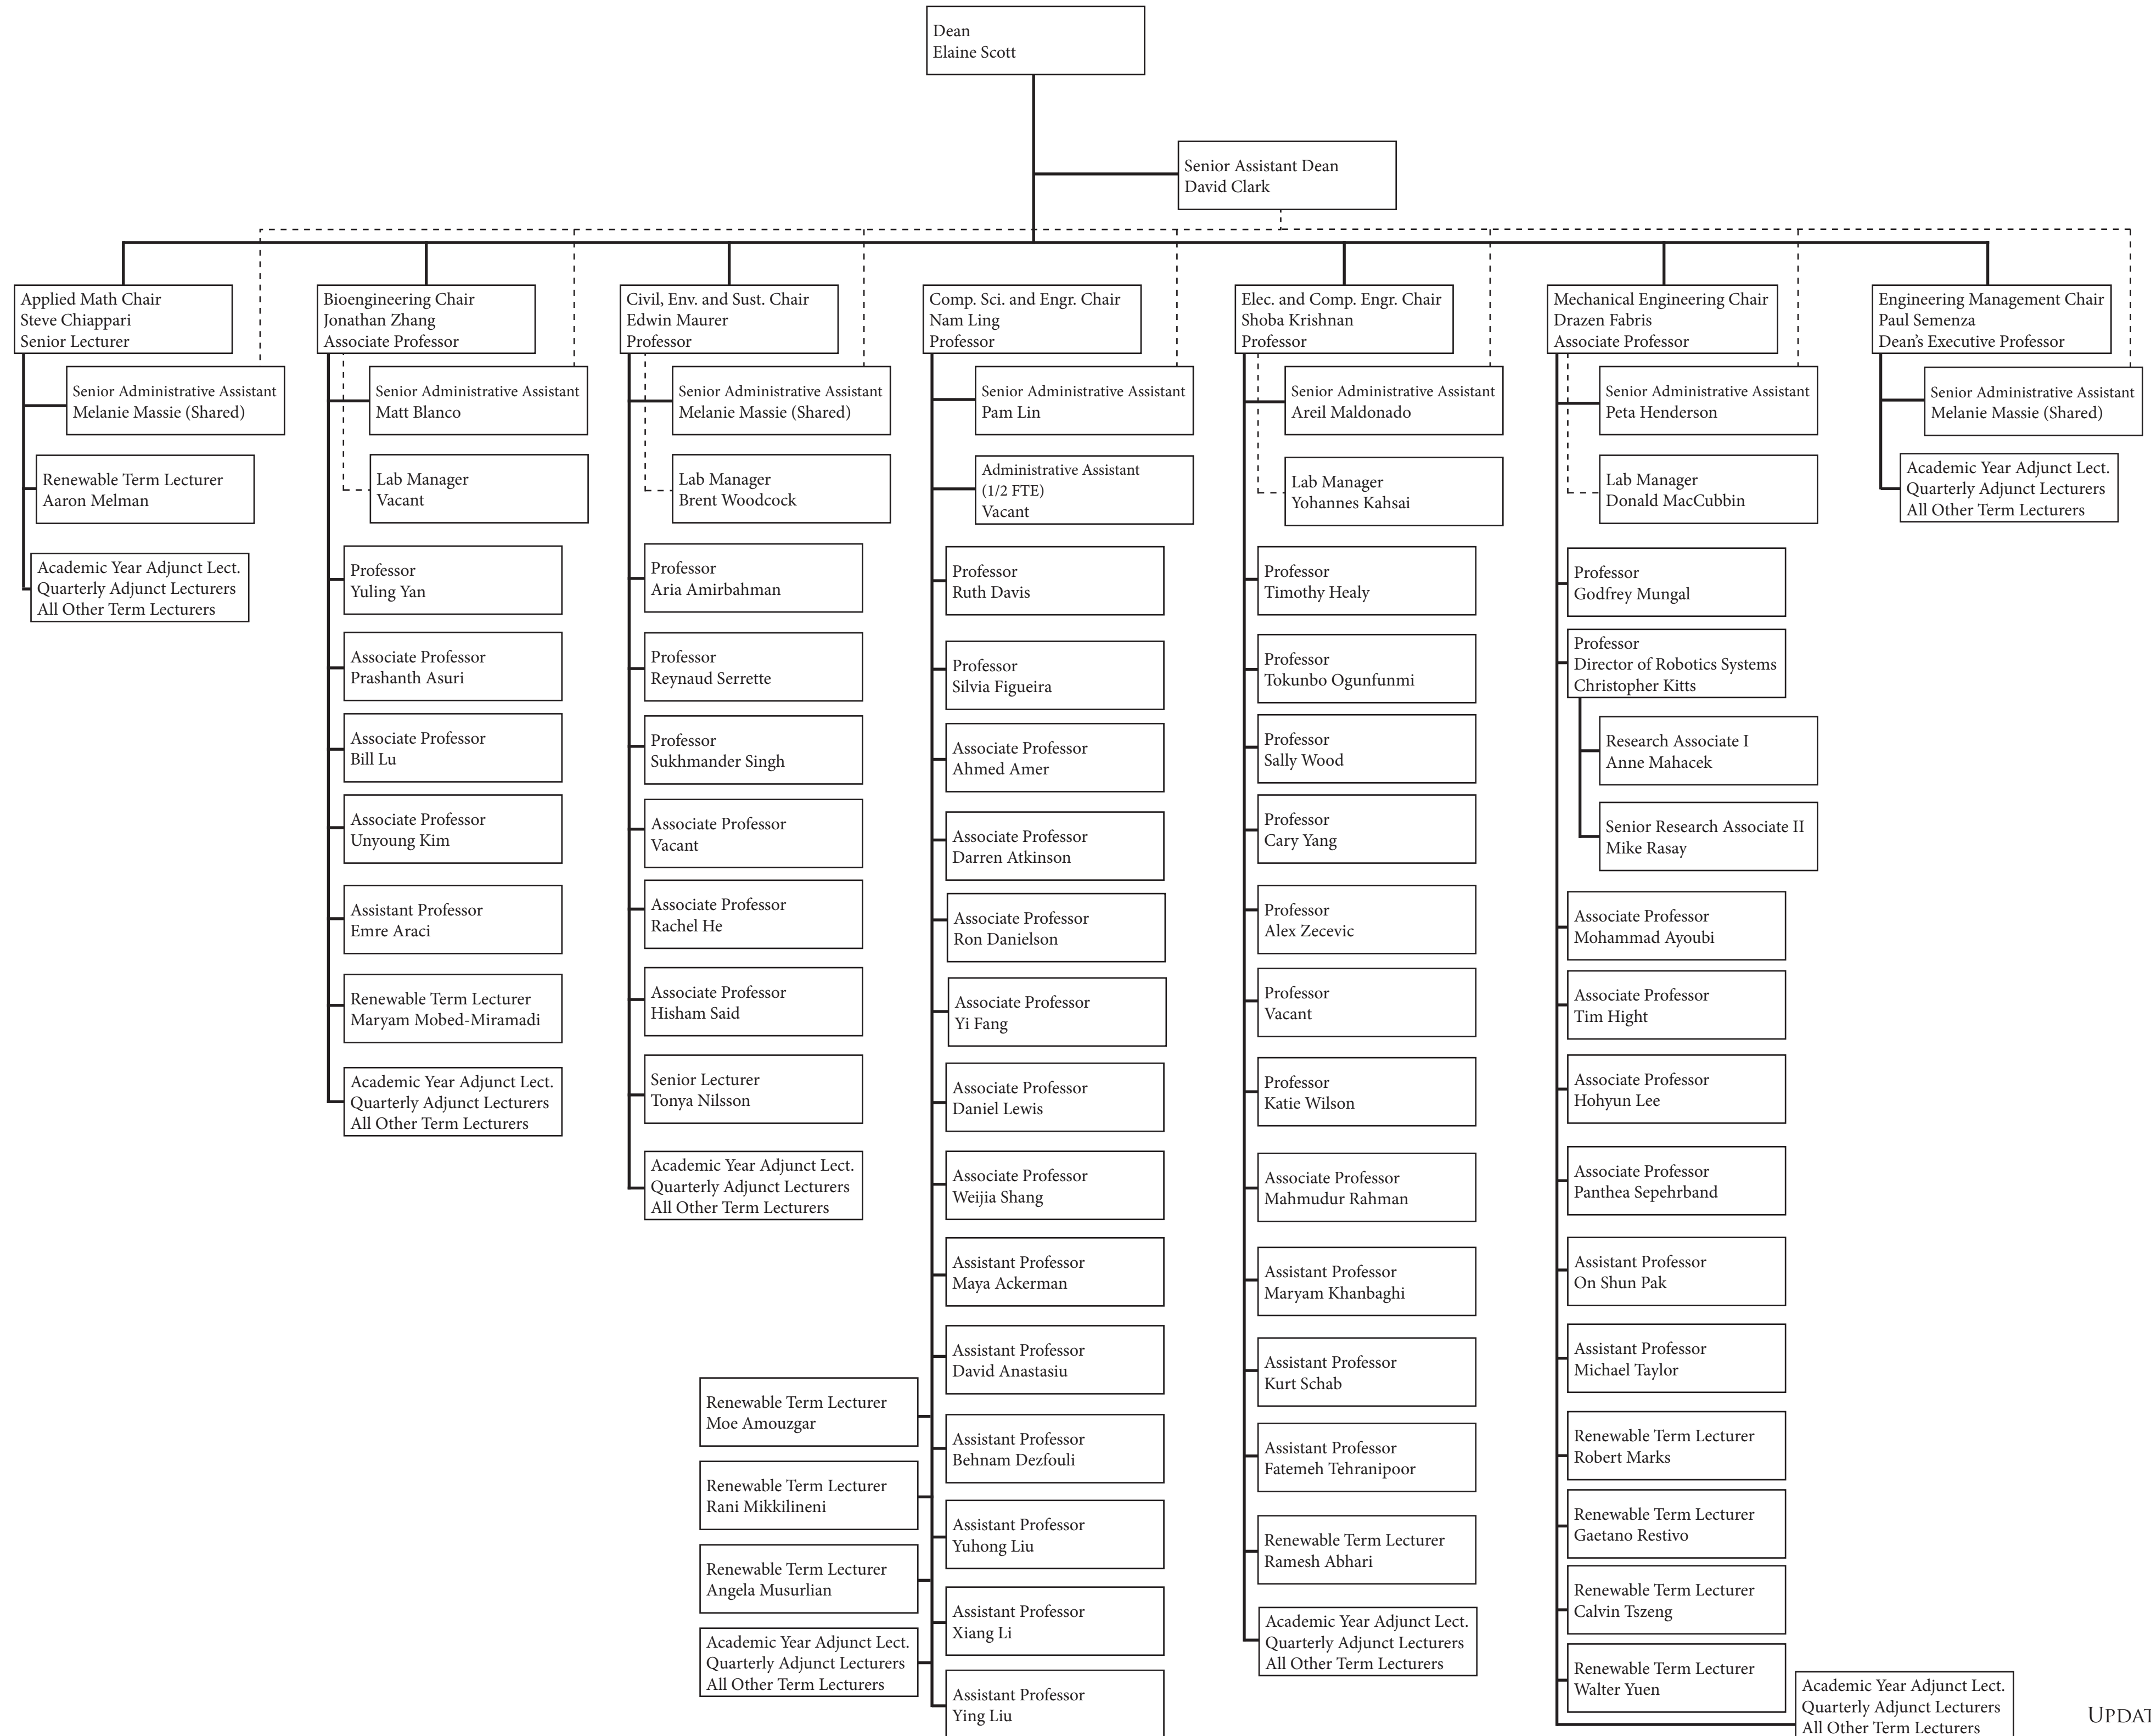 Dean
Elaine Scott
Senior Assistant Dean
David Clark
Applied Math Chair
Steve Chiappari
Senior Lecturer
Senior Administrative Assistant
Melanie Massie (Shared)
Renewable Term Lecturer
Aaron Melman
Academic Year Adjunct Lect.
Quarterly Adjunct Lecturers
All Other Term Lecturers
Bioengineering Chair
Jonathan Zhang
Associate Professor
Senior Administrative Assistant
Matt Blanco
Lab Manager
Vacant
Professor
Yuling Yan
Associate Professor
Prashanth Asuri
Associate Professor
Bill Lu
Associate Professor
Unyoung Kim
Assistant Professor
Emre Araci
Renewable Term Lecturer
Maryam Mobed-Miramadi
Academic Year Adjunct Lect.
Quarterly Adjunct Lecturers
All Other Term Lecturers
Civil, Env. and Sust. Chair
Edwin Maurer
Professor
Senior Administrative Assistant
Melanie Massie (Shared)
Lab Manager
Brent Woodcock
Professor
Aria Amirbahman
Professor
Reynaud Serrette
Professor
Sukhmander Singh
Associate Professor
Vacant
Associate Professor
Rachel He
Associate Professor
Hisham Said
Senior Lecturer
Tonya Nilsson
Academic Year Adjunct Lect.
Quarterly Adjunct Lecturers
All Other Term Lecturers
Comp. Sci. and Engr. Chair
Nam Ling
Professor
Senior Administrative Assistant
Pam Lin
Administrative Assistant
(1/2 FTE)
Vacant
Professor
Ruth Davis
Professor
Silvia Figueira
Associate Professor
Ahmed Amer
Associate Professor
Darren Atkinson
Associate Professor
Ron Danielson
Associate Professor
Yi Fang
Associate Professor
Daniel Lewis
Associate Professor
Weijia Shang
Assistant Professor
Maya Ackerman
Assistant Professor
David Anastasiu
Assistant Professor
Behnam Dezfouli
Assistant Professor
Yuhong Liu
Assistant Professor
Xiang Li
Assistant Professor
Ying Liu
Renewable Term Lecturer
Moe Amouzgar
Renewable Term Lecturer
Rani Mikkilineni
Renewable Term Lecturer
Angela Musurlian
Academic Year Adjunct Lect.
Quarterly Adjunct Lecturers
All Other Term Lecturers
Elec. and Comp. Engr. Chair
Shoba Krishnan
Professor
Senior Administrative Assistant
Areil Maldonado
Lab Manager
Yohannes Kahsai
Professor
Timothy Healy
Professor
Tokunbo Ogunfunmi
Professor
Sally Wood
Professor
Cary Yang
Professor
Alex Zecevic
Professor
Vacant
Professor
Katie Wilson
Associate Professor
Mahmudur Rahman
Assistant Professor
Maryam Khanbaghi
Assistant Professor
Kurt Schab
Assistant Professor
Fatemeh Tehranipoor
Renewable Term Lecturer
Ramesh Abhari
Academic Year Adjunct Lect.
Quarterly Adjunct Lecturers
All Other Term Lecturers
Mechanical Engineering Chair
Drazen Fabris
Associate Professor
Senior Administrative Assistant
Peta Henderson
Lab Manager
Donald MacCubbin
Professor
Godfrey Mungal
Professor
Director of Robotics Systems
Christopher Kitts
Research Associate I
Anne Mahacek
Senior Research Associate II
Mike Rasay
Associate Professor
Mohammad Ayoubi
Associate Professor
Tim Hight
Associate Professor
Hohyun Lee
Associate Professor
Panthea Sepehrband
Assistant Professor
On Shun Pak
Assistant Professor
Michael Taylor
Renewable Term Lecturer
Robert Marks
Renewable Term Lecturer
Gaetano Restivo
Renewable Term Lecturer
Calvin Tszeng
Renewable Term Lecturer
Walter Yuen
Academic Year Adjunct Lect.
Quarterly Adjunct Lecturers
All Other Term Lecturers
Engineering Management Chair
Paul Semenza
Dean’s Executive Professor
Senior Administrative Assistant
Melanie Massie (Shared)
Academic Year Adjunct Lect.
Quarterly Adjunct Lecturers
All Other Term Lecturers